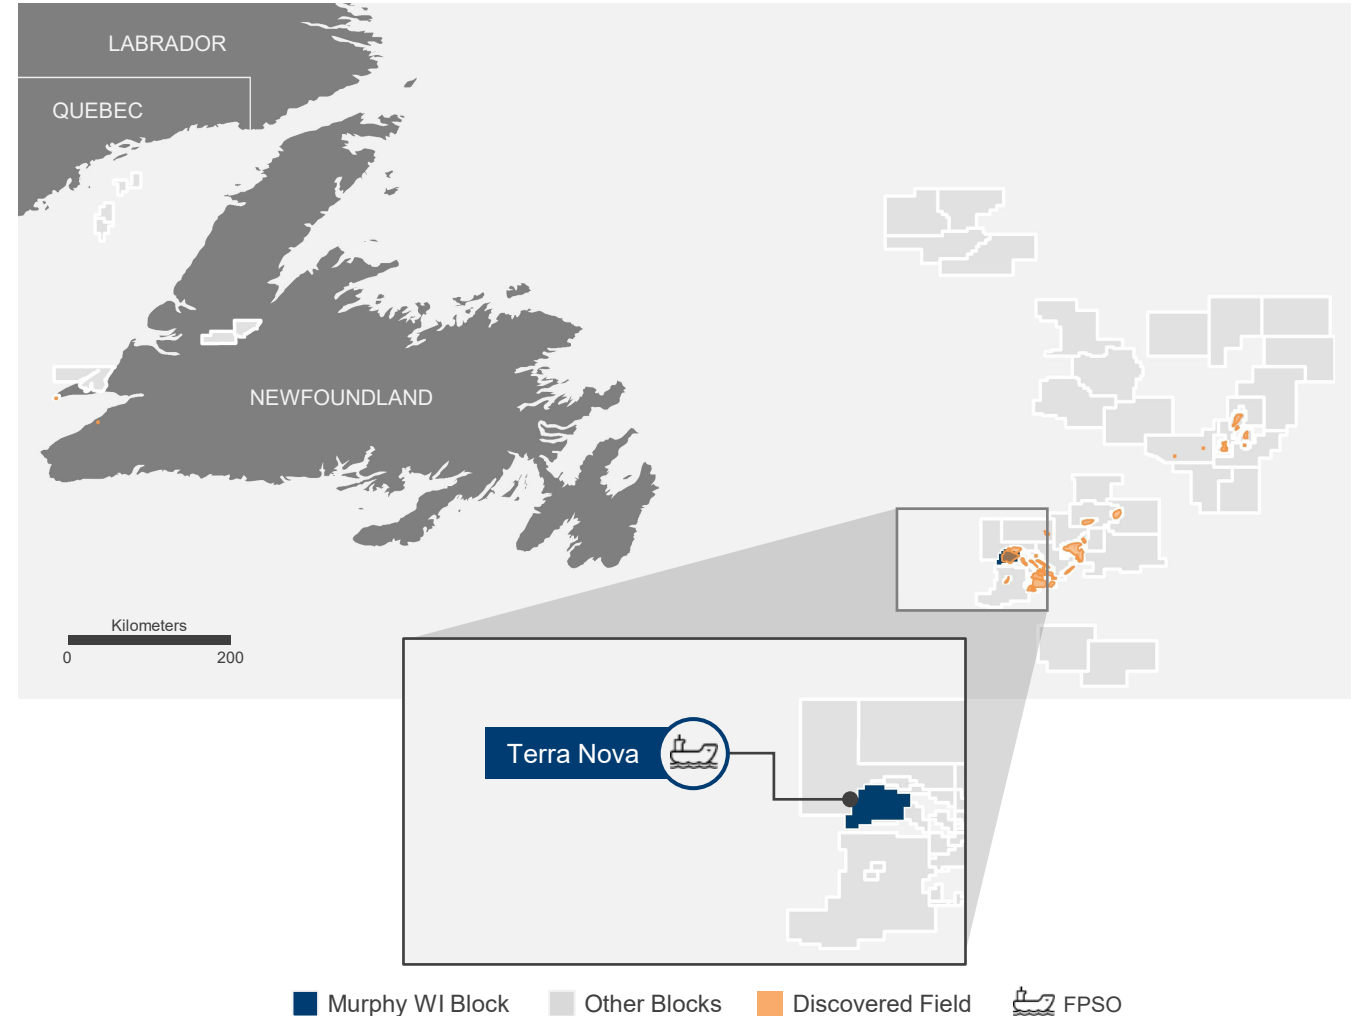 LABRADOR
QUEBEC
NEWFOUNDLAND
Kilometers
0 200
Terra Nova
Murphy WI Block Other Blocks Discovered Field FPSO